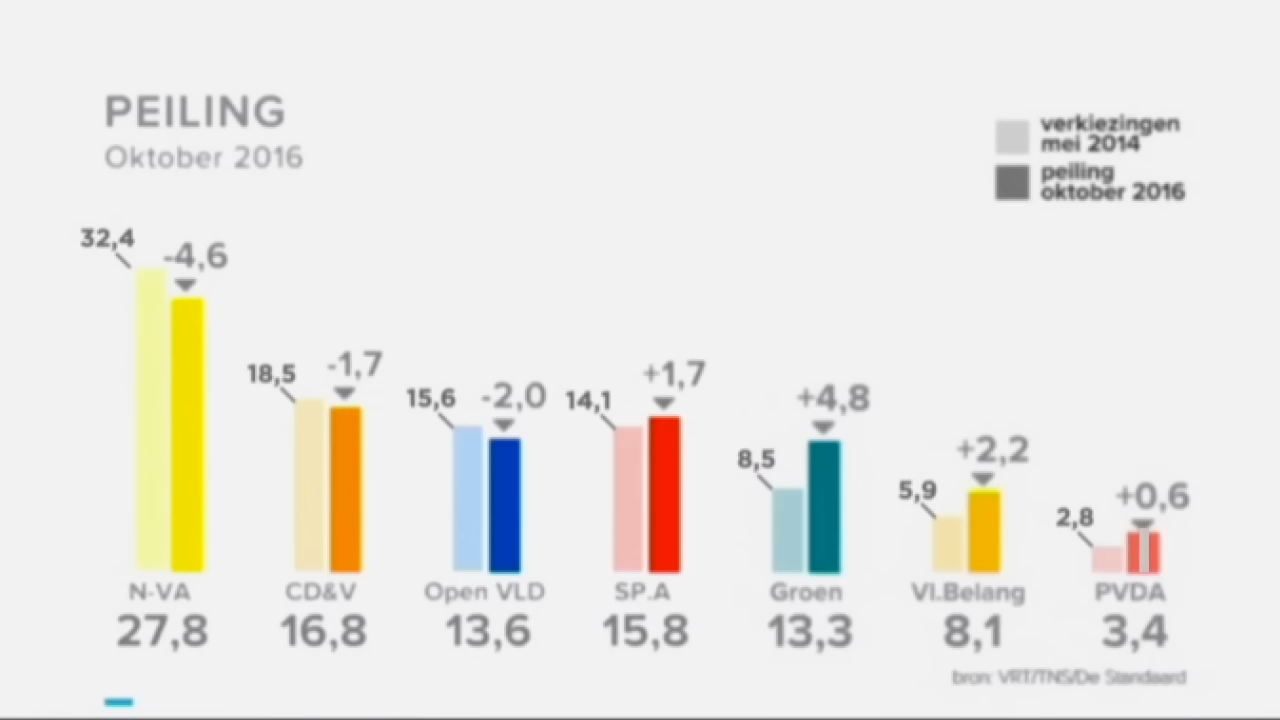 PEILING
Oktober 2016
verkiezingen
mei 2014
peiling
oktober 2016
32,4
-4,6
18,5
-1,7
15,6
-2,0
14,1
+1,7
8,5
+4,8
5,9
+2,2
2,8
+0,6
N-VA CD&V Open VLD SP.A Groen Vl.Belang PVDA
27,8 16,8 13,6 15,8 13,3 8,1 3,4
bron: VRT/TNS/De Standaard